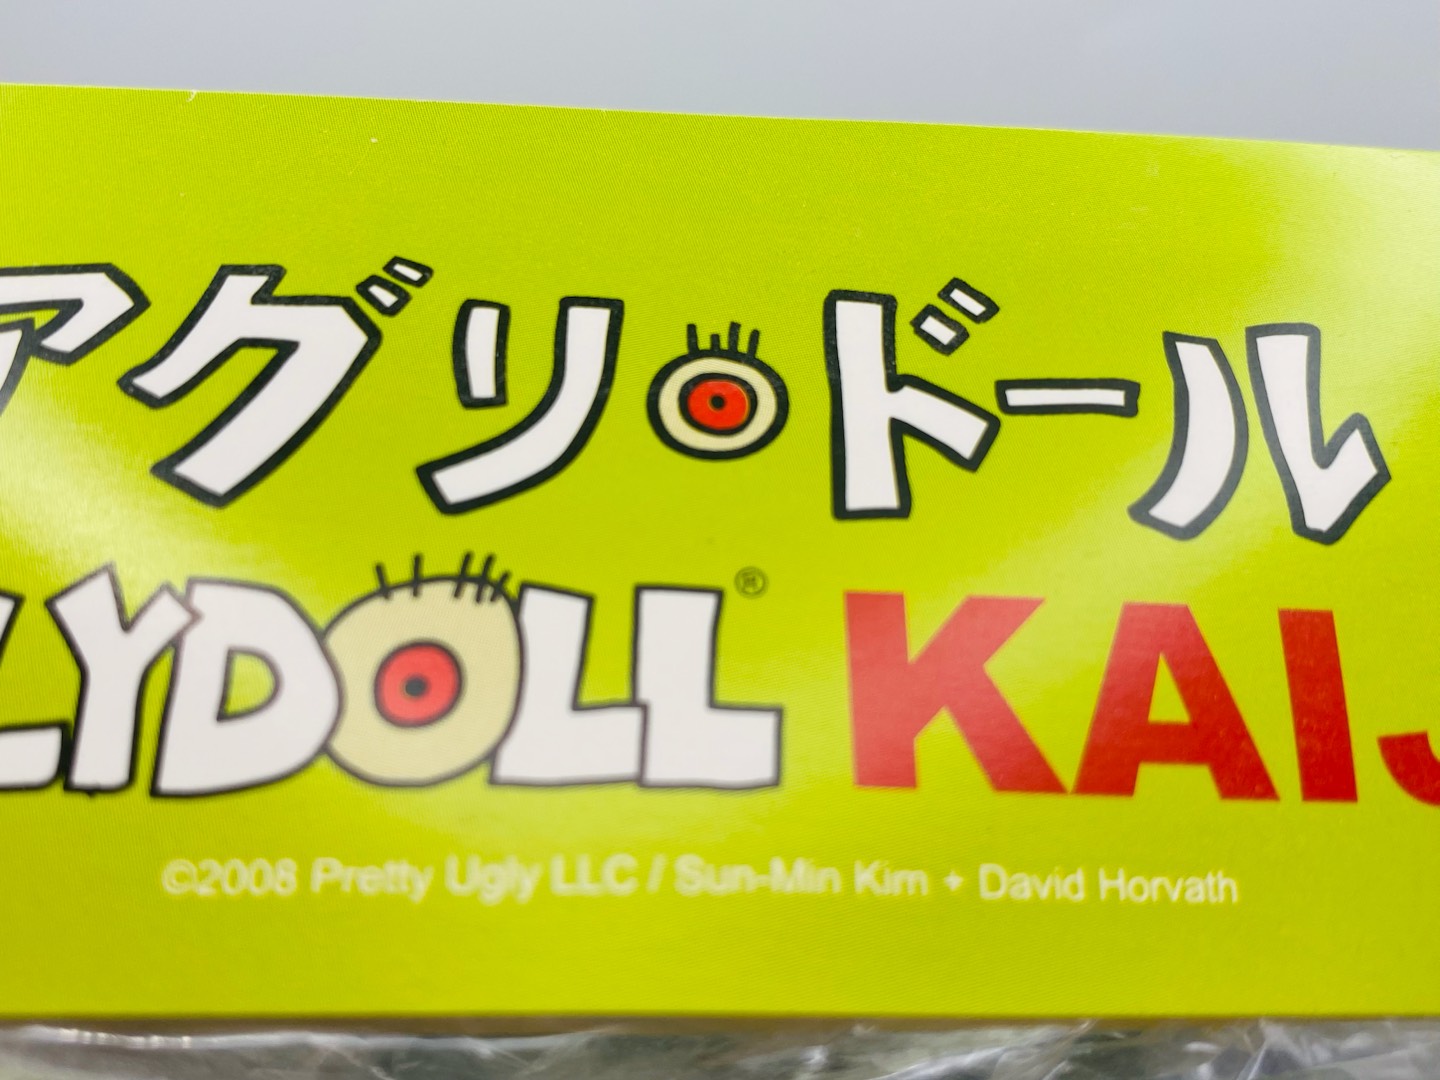 アグリ・ドール
LYDOLL® KAIJ
©2008 Pretty Ugly LLC / Sun-Min Kim + David Horvath